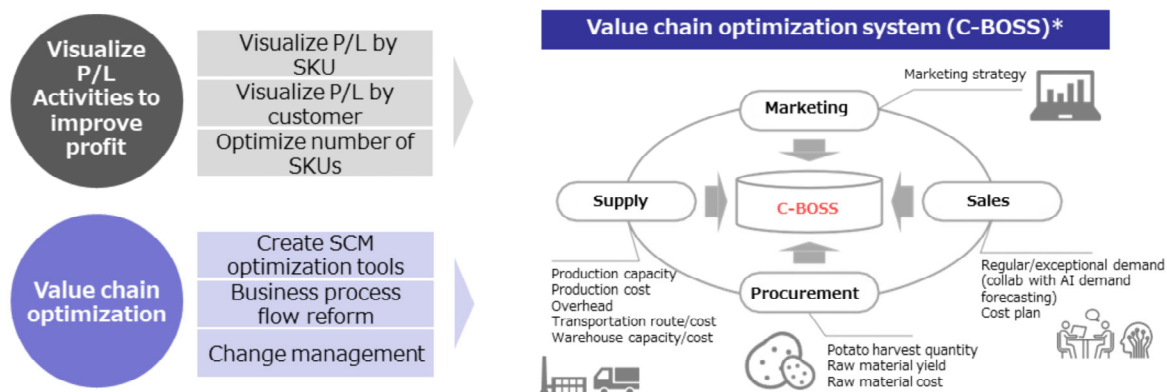 Visualize
P/L
Activities to
improve
profit
Visualize P/L by
SKU
Visualize P/L by
customer
Optimize number of
SKUs
Value chain
optimization
Create SCM
optimization tools
Business process
flow reform
Change management
Value chain optimization system (C-BOSS)*
Marketing strategy
Marketing
Supply
C-BOSS
Sales
Procurement
Production capacity
Production cost
Overhead
Transportation route/cost
Warehouse capacity/cost
Regular/exceptional demand
(collab with AI demand
forecasting)
Cost plan
Potato harvest quantity
Raw material yield
Raw material cost